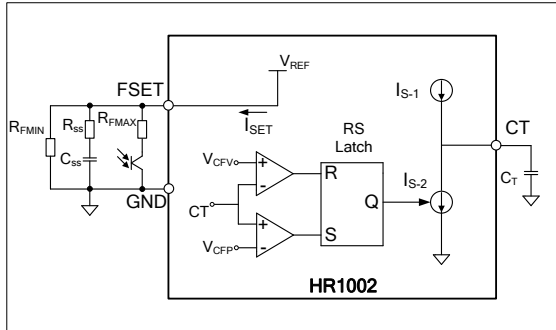 VREF
FSET
ISET
RFMIN
Rss
RFMAX
Css
GND
RS
Latch
VCFV
+
-
R
CT
Q
+
-
S
VCFP
IS-1
CT
IS-2
CT
HR1002